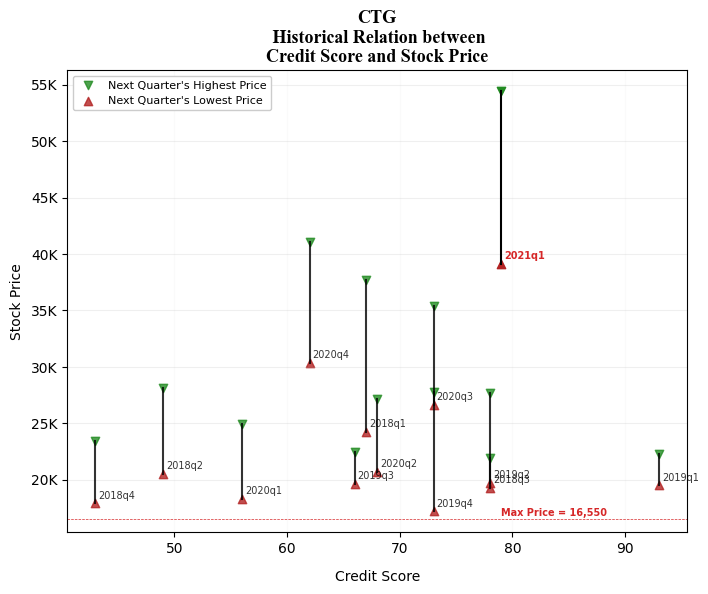 CTG
Historical Relation between
Credit Score and Stock Price
Next Quarter's Highest Price
Next Quarter's Lowest Price
Stock Price
55K
50K
45K
40K
35K
30K
25K
20K
2021q1
2020q4
2020q3
2018q1
2020q2
2019q3
2018q2
2018q4
2020q1
2019q2
2018q3
2019q1
2019q4
Max Price = 16,550
50
60
70
80
90
Credit Score